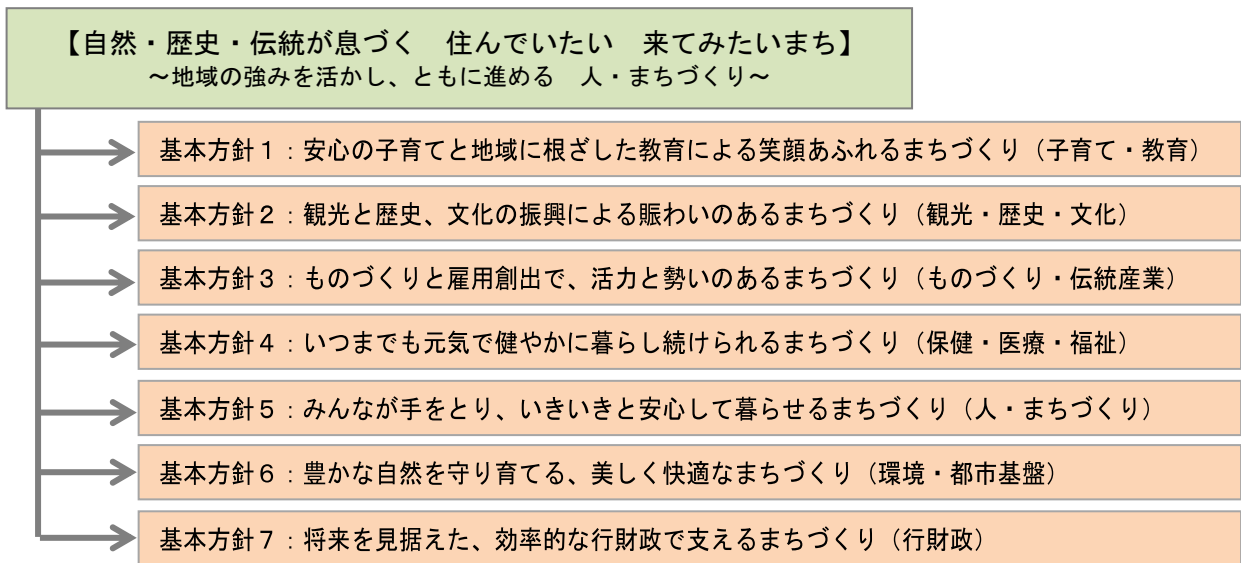 【自然・歴史・伝統が息づく　住んでいたい　来てみたいまち】
～地域の強みを活かし、ともに進める　人・まちづくり～
基本方針１：安心の子育てと地域に根ざした教育による笑顔あふれるまちづくり（子育て・教育）
基本方針２：観光と歴史、文化の振興による賑わいのあるまちづくり（観光・歴史・文化）
基本方針３：ものづくりと雇用創出で、活力と勢いのあるまちづくり（ものづくり・伝統産業）
基本方針４：いつまでも元気で健やかに暮らし続けられるまちづくり（保健・医療・福祉）
基本方針５：みんなが手をとり、いきいきと安心して暮らせるまちづくり（人・まちづくり）
基本方針６：豊かな自然を守り育てる、美しく快適なまちづくり（環境・都市基盤）
基本方針７：将来を見据えた、効率的な行財政で支えるまちづくり（行財政）